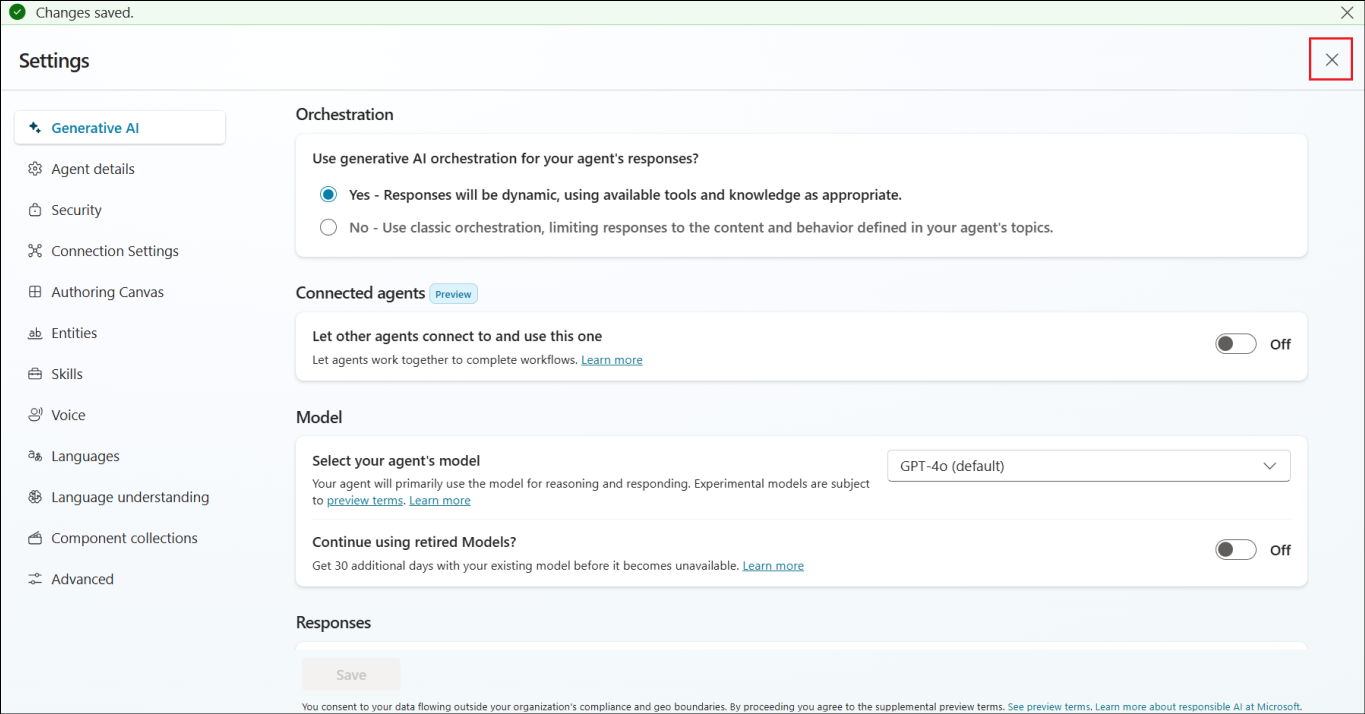 Changes saved.
Settings
Generative AI
Agent details
Security
Connection Settings
Authoring Canvas
Entities
Skills
Voice
Languages
Language understanding
Component collections
Advanced
Orchestration
Use generative AI orchestration for your agent's responses?
Yes - Responses will be dynamic, using available tools and knowledge as appropriate.
No - Use classic orchestration, limiting responses to the content and behavior defined in your agent's topics.
Connected agents Preview
Let other agents connect to and use this one
Let agents work together to complete workflows. Learn more
Off
Model
Select your agent's model
Your agent will primarily use the model for reasoning and responding. Experimental models are subject
to preview terms. Learn more
GPT-4o (default)
Continue using retired Models?
Get 30 additional days with your existing model before it becomes unavailable. Learn more
Off
Responses
Save
You consent to your data flowing outside your organization's compliance and geo boundaries. By proceeding you agree to the supplemental preview terms. See preview terms. Learn more about responsible AI at Microsoft.